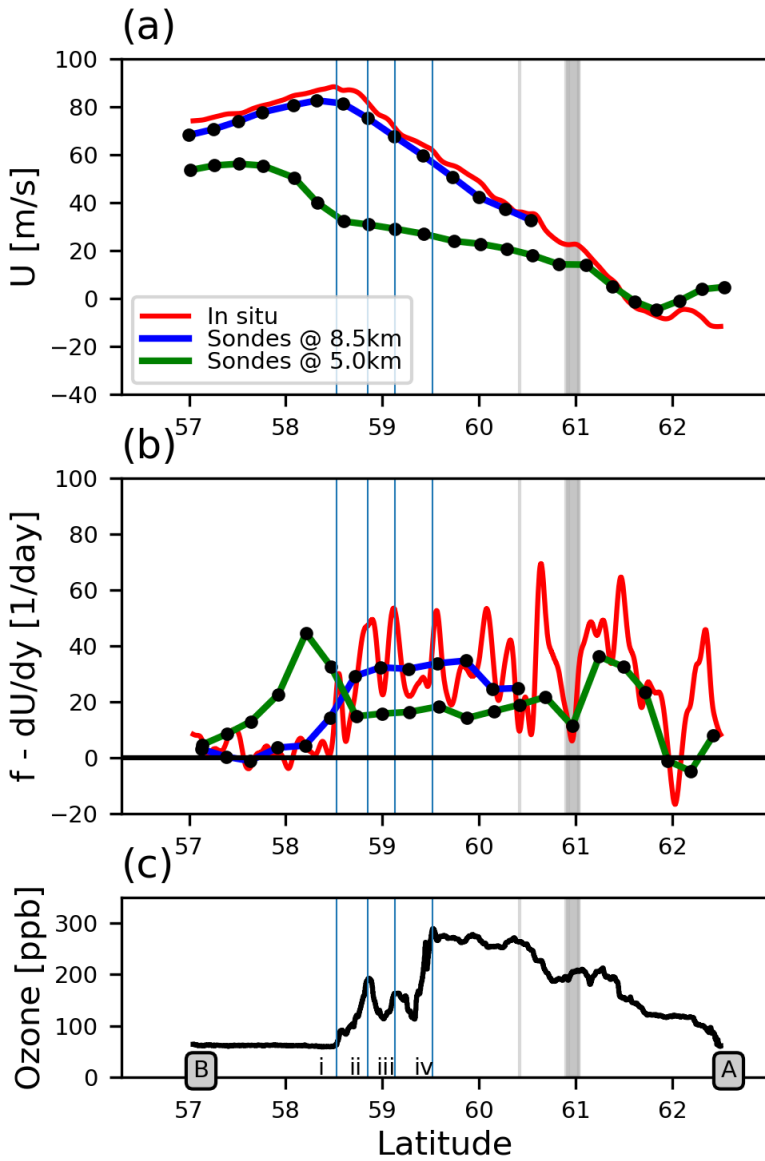 (a)
U [m/s]
100
80
60
40
20
0
−20
−40
In situ
Sondes @ 8.5km
Sondes @ 5.0km
57 58 59 60 61 62
(b)
f - dU/dy [1/day]
100
80
60
40
20
0
−20
57 58 59 60 61 62
(c)
Ozone [ppb]
300
200
100
0
B i ii iii iv A
57 58 59 60 61 62
Latitude